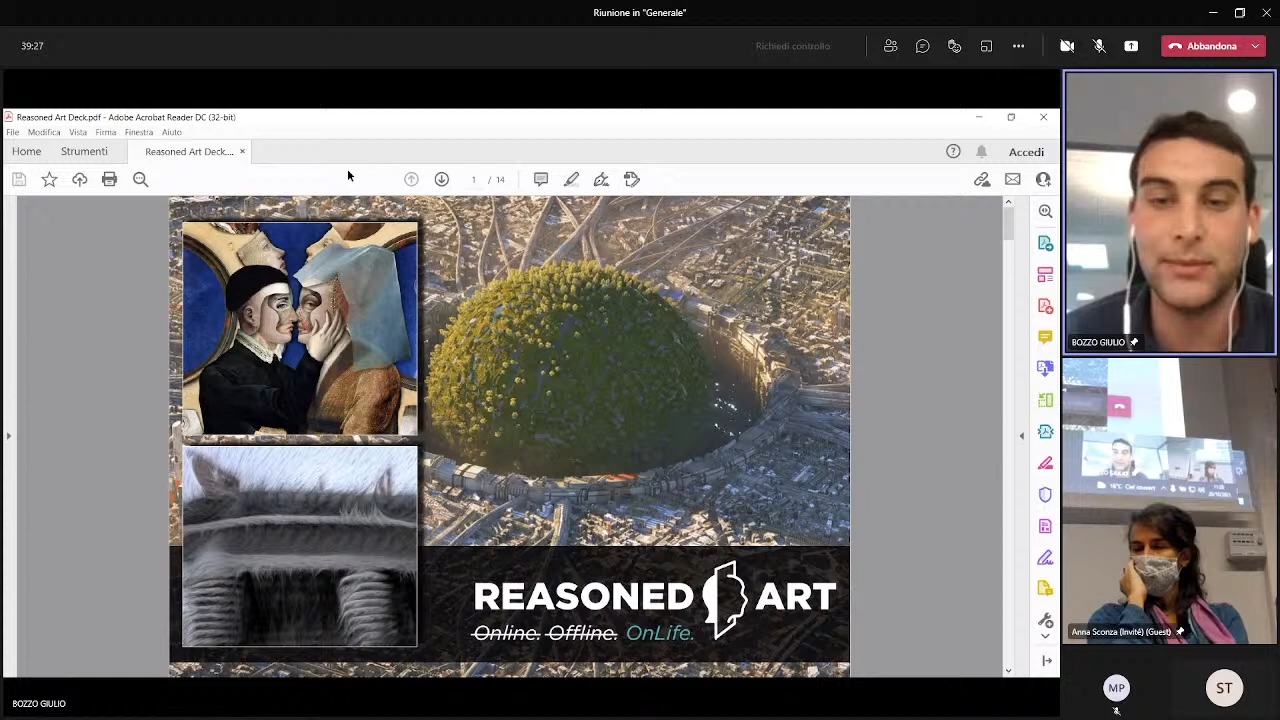 Riunione in "Generale"
39:27
Richiedi controllo
Abbandona
Reasoned Art Deck.pdf - Adobe Acrobat Reader DC (32-bit)
File Modifica Vista Firma Finestra Aiuto
Home Strumenti Reasoned Art Deck.... Accedi
1 / 14
REASONED ART
Online. Offline. OnLife.
BOZZO GIULIO
Anna Sconza (Invité) (Guest)
MP
ST
BOZZO GIULIO